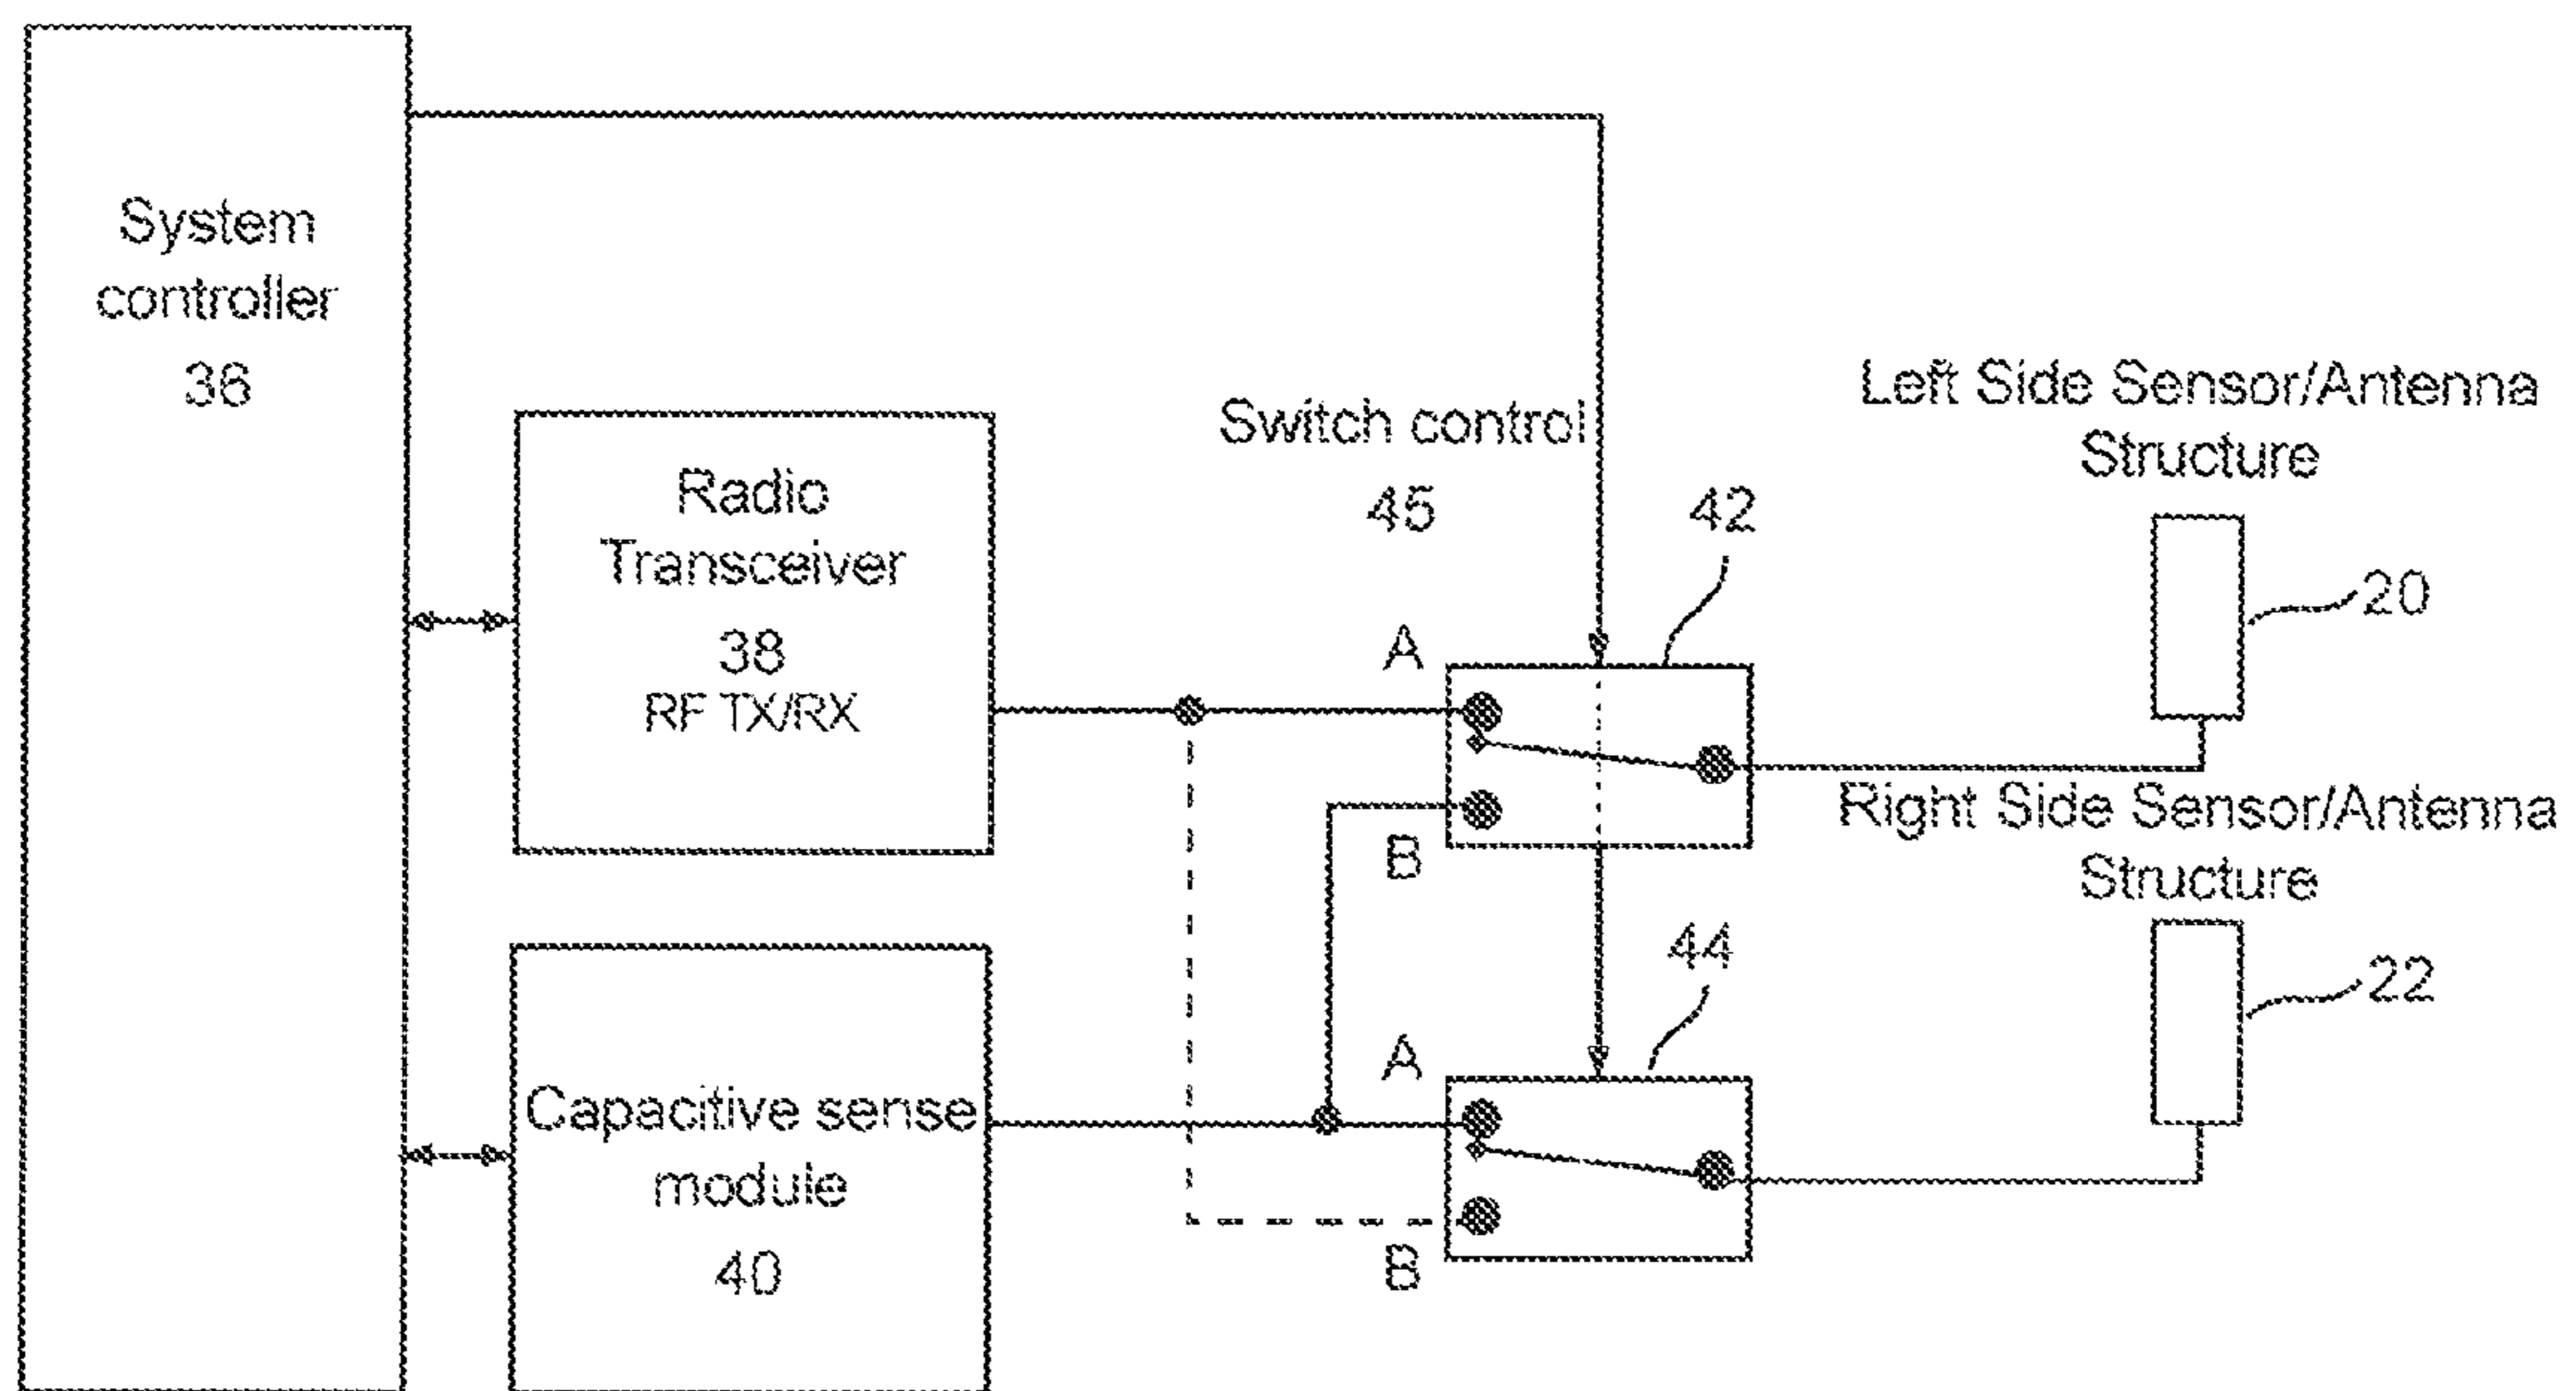 System
controller
36
Radio
Transceiver
38
RF TX/RX
Capacitive sense
module
40
Switch control
45
42
A
B
44
A
B
Left Side Sensor/Antenna
Structure
20
Right Side Sensor/Antenna
Structure
22